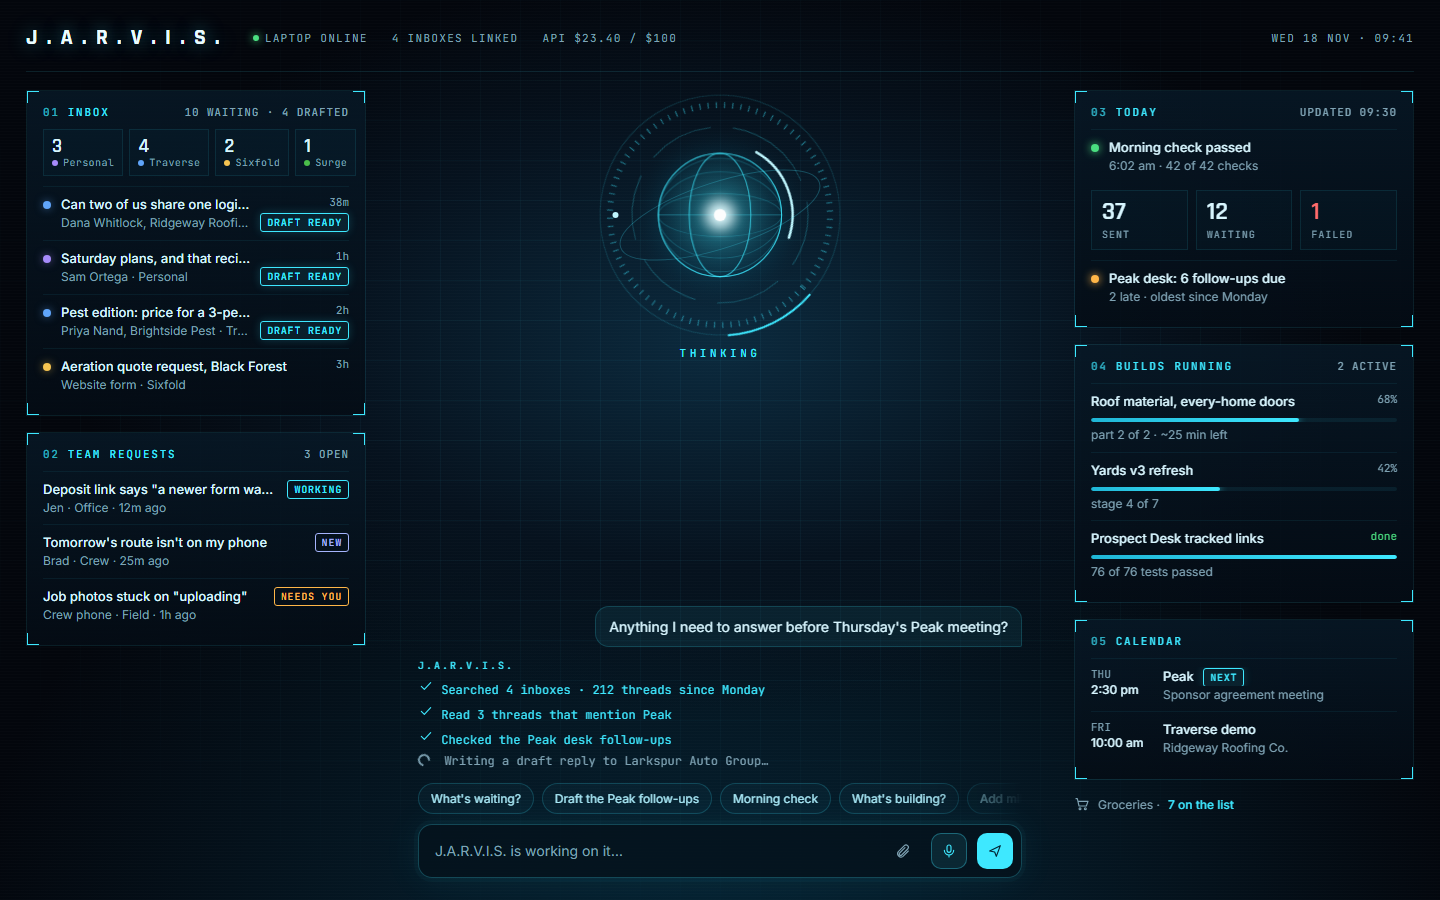 J.A.R.V.I.S.
LAPTOP ONLINE 4 INBOXES LINKED API $23.40 / $100
WED 18 NOV · 09:41
01 INBOX 10 WAITING · 4 DRAFTED
3 4 2 1
Personal Traverse Sixfold Surge
Can two of us share one logi... 38m
Dana Whitlock, Ridgeway Roofi... DRAFT READY
Saturday plans, and that reci... 1h
Sam Ortega · Personal DRAFT READY
Pest edition: price for a 3-pe... 2h
Priya Nand, Brightside Pest · Tr... DRAFT READY
Aeration quote request, Black Forest 3h
Website form · Sixfold
02 TEAM REQUESTS 3 OPEN
Deposit link says "a newer form wa... WORKING
Jen · Office · 12m ago
Tomorrow's route isn't on my phone NEW
Brad · Crew · 25m ago
Job photos stuck on "uploading" NEEDS YOU
Crew phone · Field · 1h ago
THINKING
Anything I need to answer before Thursday's Peak meeting?
J.A.R.V.I.S.
Searched 4 inboxes · 212 threads since Monday
Read 3 threads that mention Peak
Checked the Peak desk follow-ups
Writing a draft reply to Larkspur Auto Group…
What's waiting? Draft the Peak follow-ups Morning check What's building? Add
J.A.R.V.I.S. is working on it...
03 TODAY UPDATED 09:30
Morning check passed
6:02 am · 42 of 42 checks
37 12 1
SENT WAITING FAILED
Peak desk: 6 follow-ups due
2 late · oldest since Monday
04 BUILDS RUNNING 2 ACTIVE
Roof material, every-home doors 68%
part 2 of 2 · ~25 min left
Yards v3 refresh 42%
stage 4 of 7
Prospect Desk tracked links done
76 of 76 tests passed
05 CALENDAR
THU Peak NEXT
2:30 pm Sponsor agreement meeting
FRI Traverse demo
10:00 am Ridgeway Roofing Co.
Groceries · 7 on the list